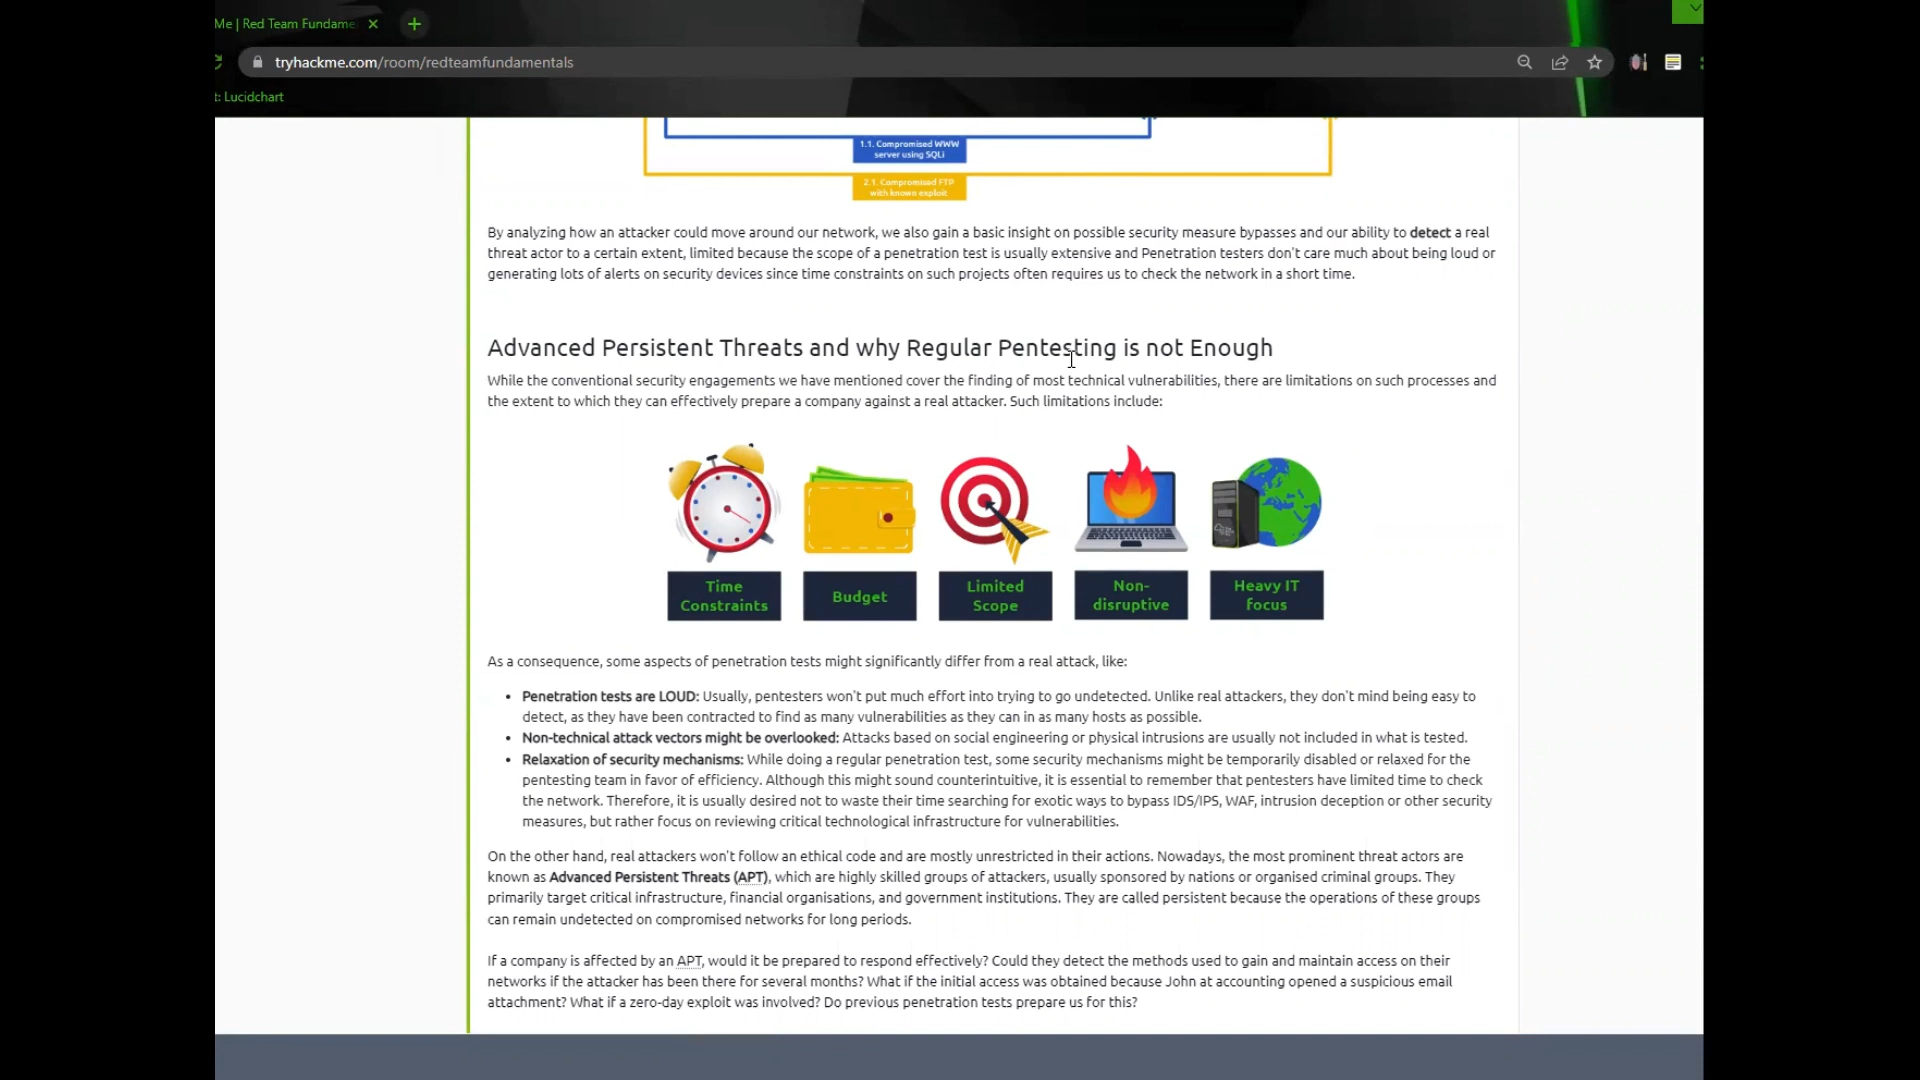 Me | Red Team Fundame
tryhackme.com/room/redteamfundamentals
t: Lucidchart
1.1. Compromised WWW
server using SQLi
2.1. Compromised FTP
with known exploit
By analyzing how an attacker could move around our network, we also gain a basic insight on possible security measure bypasses and our ability to detect a real
threat actor to a certain extent, limited because the scope of a penetration test is usually extensive and Penetration testers don't care much about being loud or
generating lots of alerts on security devices since time constraints on such projects often requires us to check the network in a short time.
Advanced Persistent Threats and why Regular Pentesting is not Enough
While the conventional security engagements we have mentioned cover the finding of most technical vulnerabilities, there are limitations on such processes and
the extent to which they can effectively prepare a company against a real attacker. Such limitations include:
Time
Constraints
Budget
Limited
Scope
Non-
disruptive
Heavy IT
focus
As a consequence, some aspects of penetration tests might significantly differ from a real attack, like:
• Penetration tests are LOUD: Usually, pentesters won't put much effort into trying to go undetected. Unlike real attackers, they don't mind being easy to
detect, as they have been contracted to find as many vulnerabilities as they can in as many hosts as possible.
• Non-technical attack vectors might be overlooked: Attacks based on social engineering or physical intrusions are usually not included in what is tested.
• Relaxation of security mechanisms: While doing a regular penetration test, some security mechanisms might be temporarily disabled or relaxed for the
pentesting team in favor of efficiency. Although this might sound counterintuitive, it is essential to remember that pentesters have limited time to check
the network. Therefore, it is usually desired not to waste their time searching for exotic ways to bypass IDS/IPS, WAF, intrusion deception or other security
measures, but rather focus on reviewing critical technological infrastructure for vulnerabilities.
On the other hand, real attackers won't follow an ethical code and are mostly unrestricted in their actions. Nowadays, the most prominent threat actors are
known as Advanced Persistent Threats (APT), which are highly skilled groups of attackers, usually sponsored by nations or organised criminal groups. They
primarily target critical infrastructure, financial organisations, and government institutions. They are called persistent because the operations of these groups
can remain undetected on compromised networks for long periods.
If a company is affected by an APT, would it be prepared to respond effectively? Could they detect the methods used to gain and maintain access on their
networks if the attacker has been there for several months? What if the initial access was obtained because John at accounting opened a suspicious email
attachment? What if a zero-day exploit was involved? Do previous penetration tests prepare us for this?